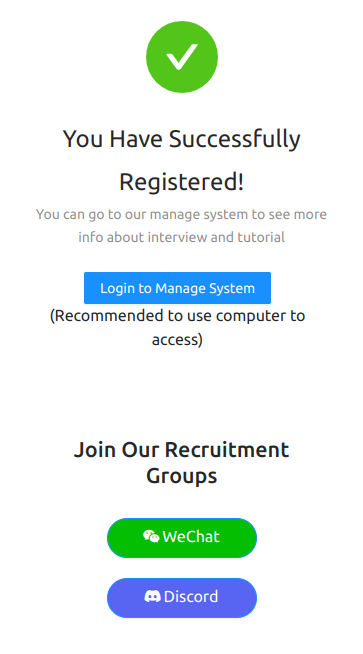 You Have Successfully
Registered!
You can go to our manage system to see more
info about interview and tutorial
Login to Manage System
(Recommended to use computer to
access)
Join Our Recruitment
Groups
WeChat
Discord